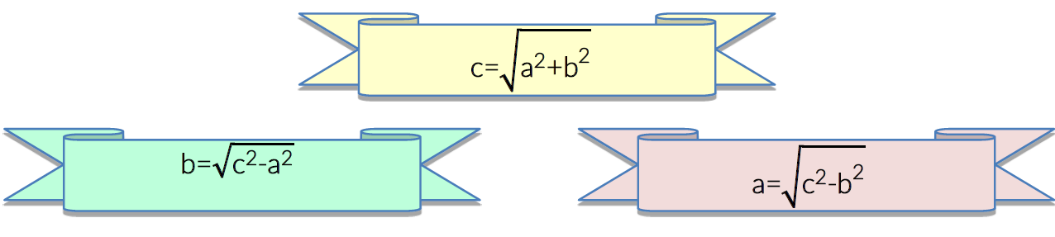 c=√a²+b²
b=√c²-a²
a=√c²-b²